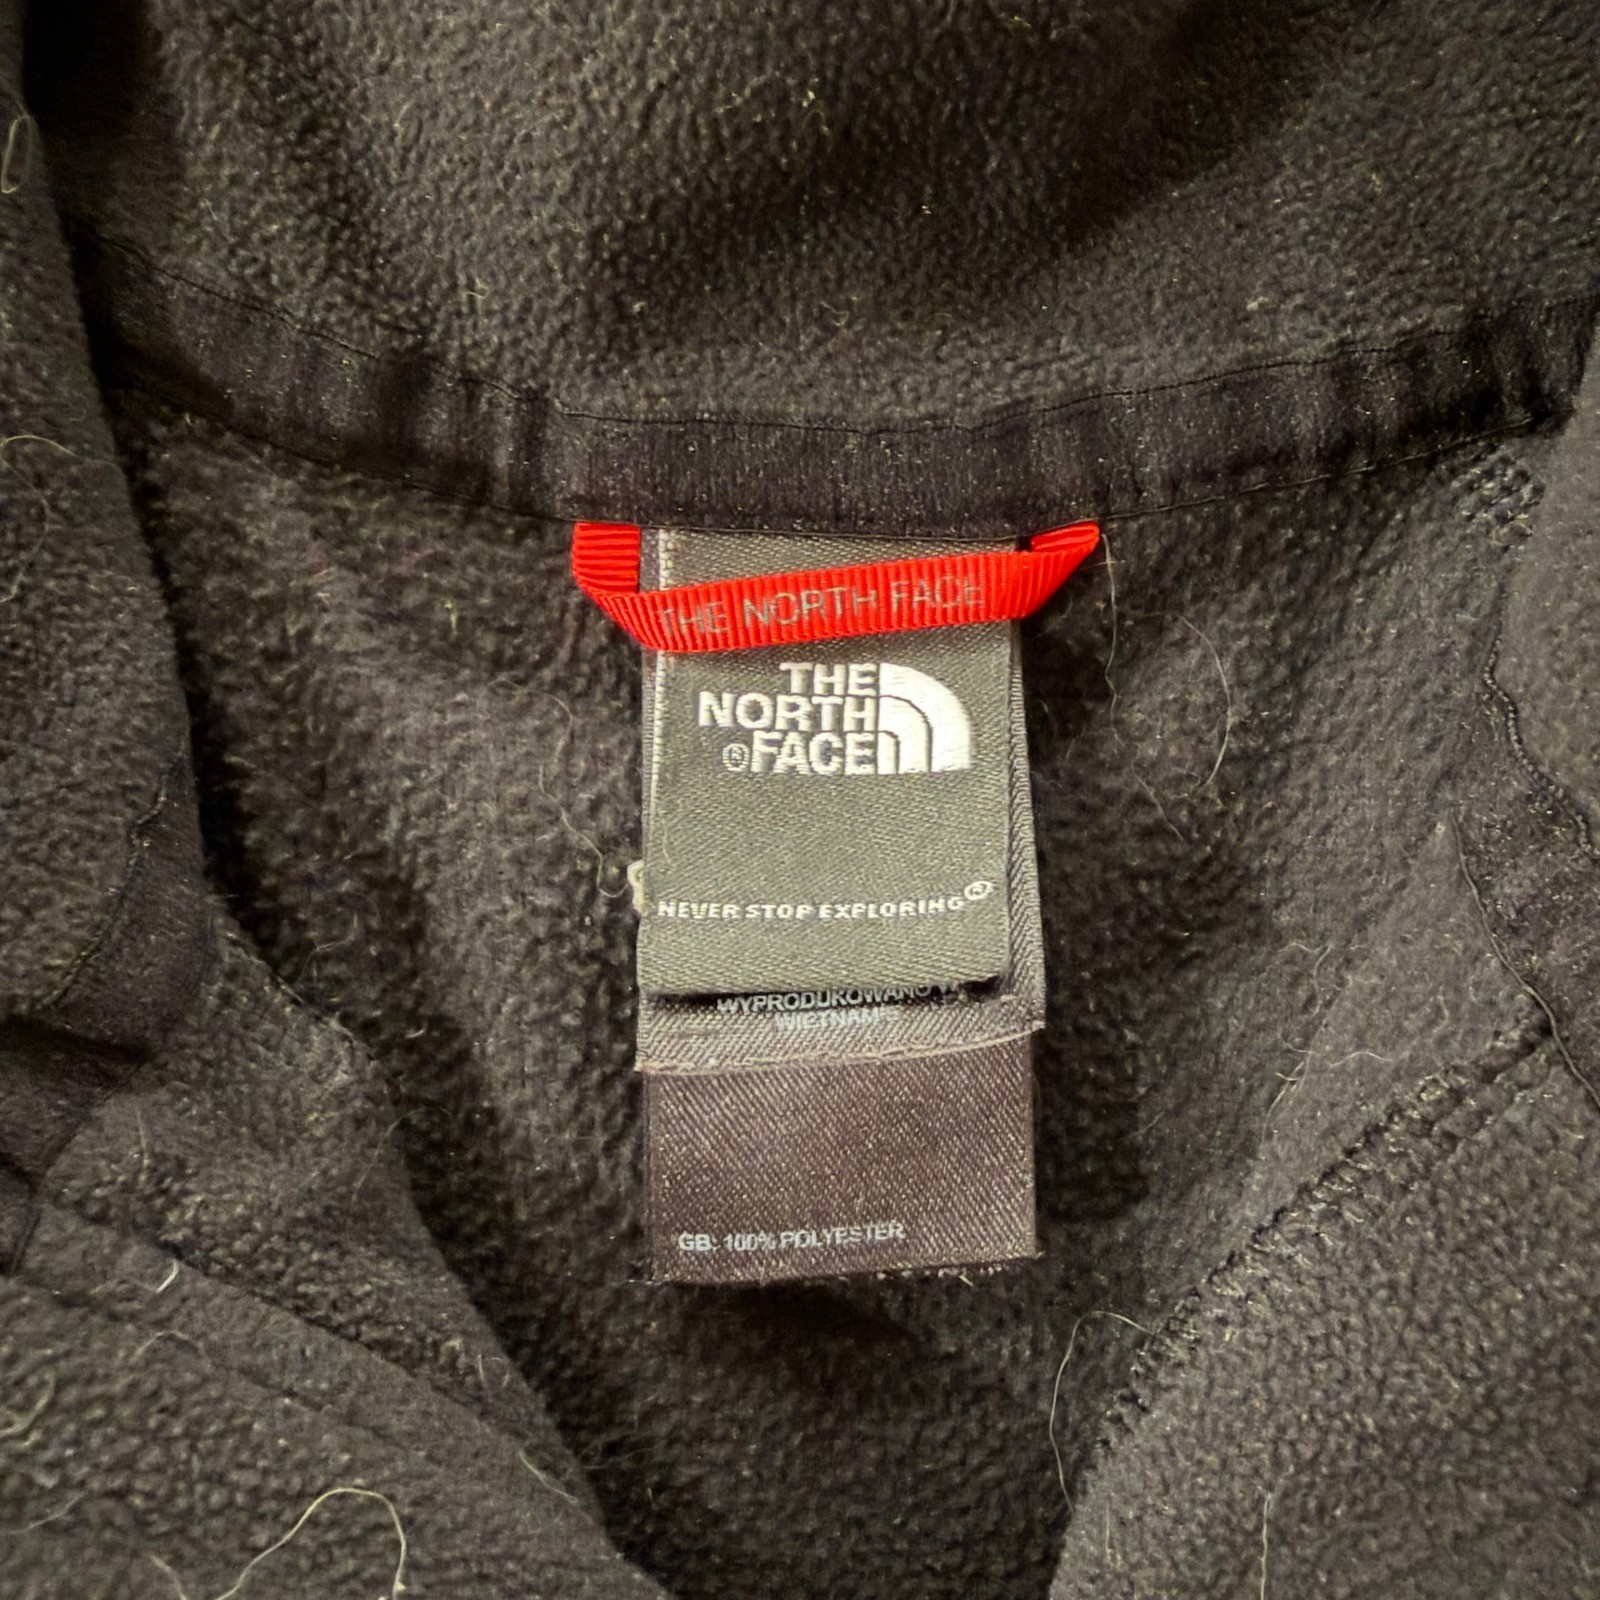 THE NORTH FACE
THE
NORTH
®FACE
NEVER STOP EXPLORING®
WYPRODUKOWANO W
WIETNAMIE
GB: 100% POLYESTER